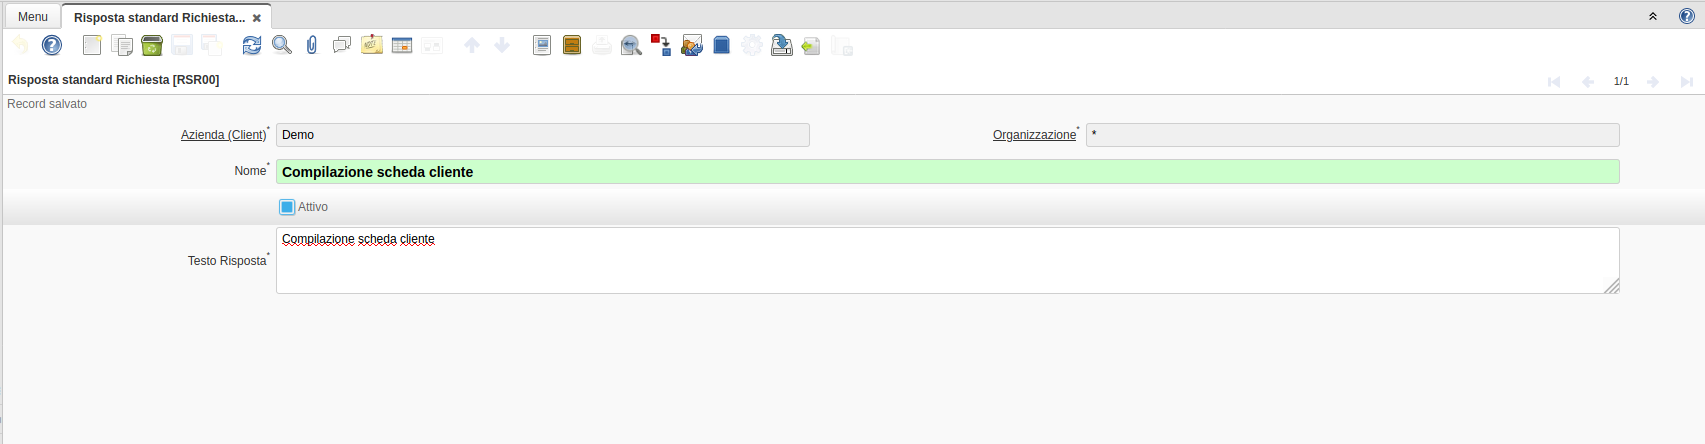 Menu
Risposta standard Richiesta...
Risposta standard Richiesta [RSR00]
1/1
Record salvato
Azienda (Client)* Demo Organizzazione* *
Nome* Compilazione scheda cliente
Attivo
Testo Risposta* Compilazione scheda cliente